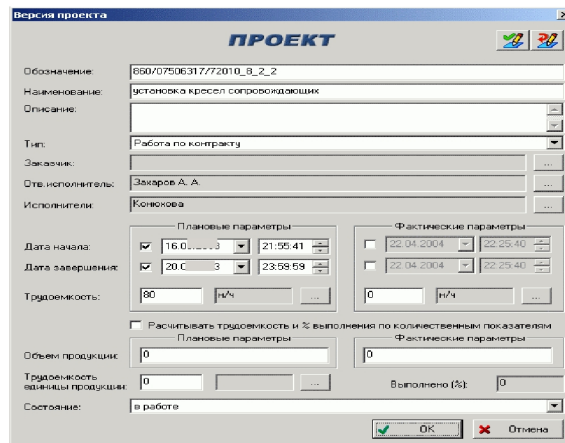 Версия проекта
ПРОЕКТ
Обозначение: 860/07506317/72010_8_2_2
Наименование: установка кресел сопровождающих
Описание:
Тип: Работа по контракту
Заказчик: ...
Отв.исполнитель: Захаров А. А. ...
Исполнители: Конюхова ...
Плановые параметры Фактические параметры
Дата начала: 21:55:41 22.04.2004 22:25:40
Дата завершения: 23:59:59 22.04.2004 22:25:40
Трудоемкость: 80 н/ч ... 0 н/ч ...
Расчитывать трудоемкость и % выполнения по количественным показателям
Плановые параметры Фактические параметры
Объем продукции: 0 0
Трудоемкость
единицы продукции: 0 ... Выполнено (%): 0
Состояние: в работе
OK Отмена